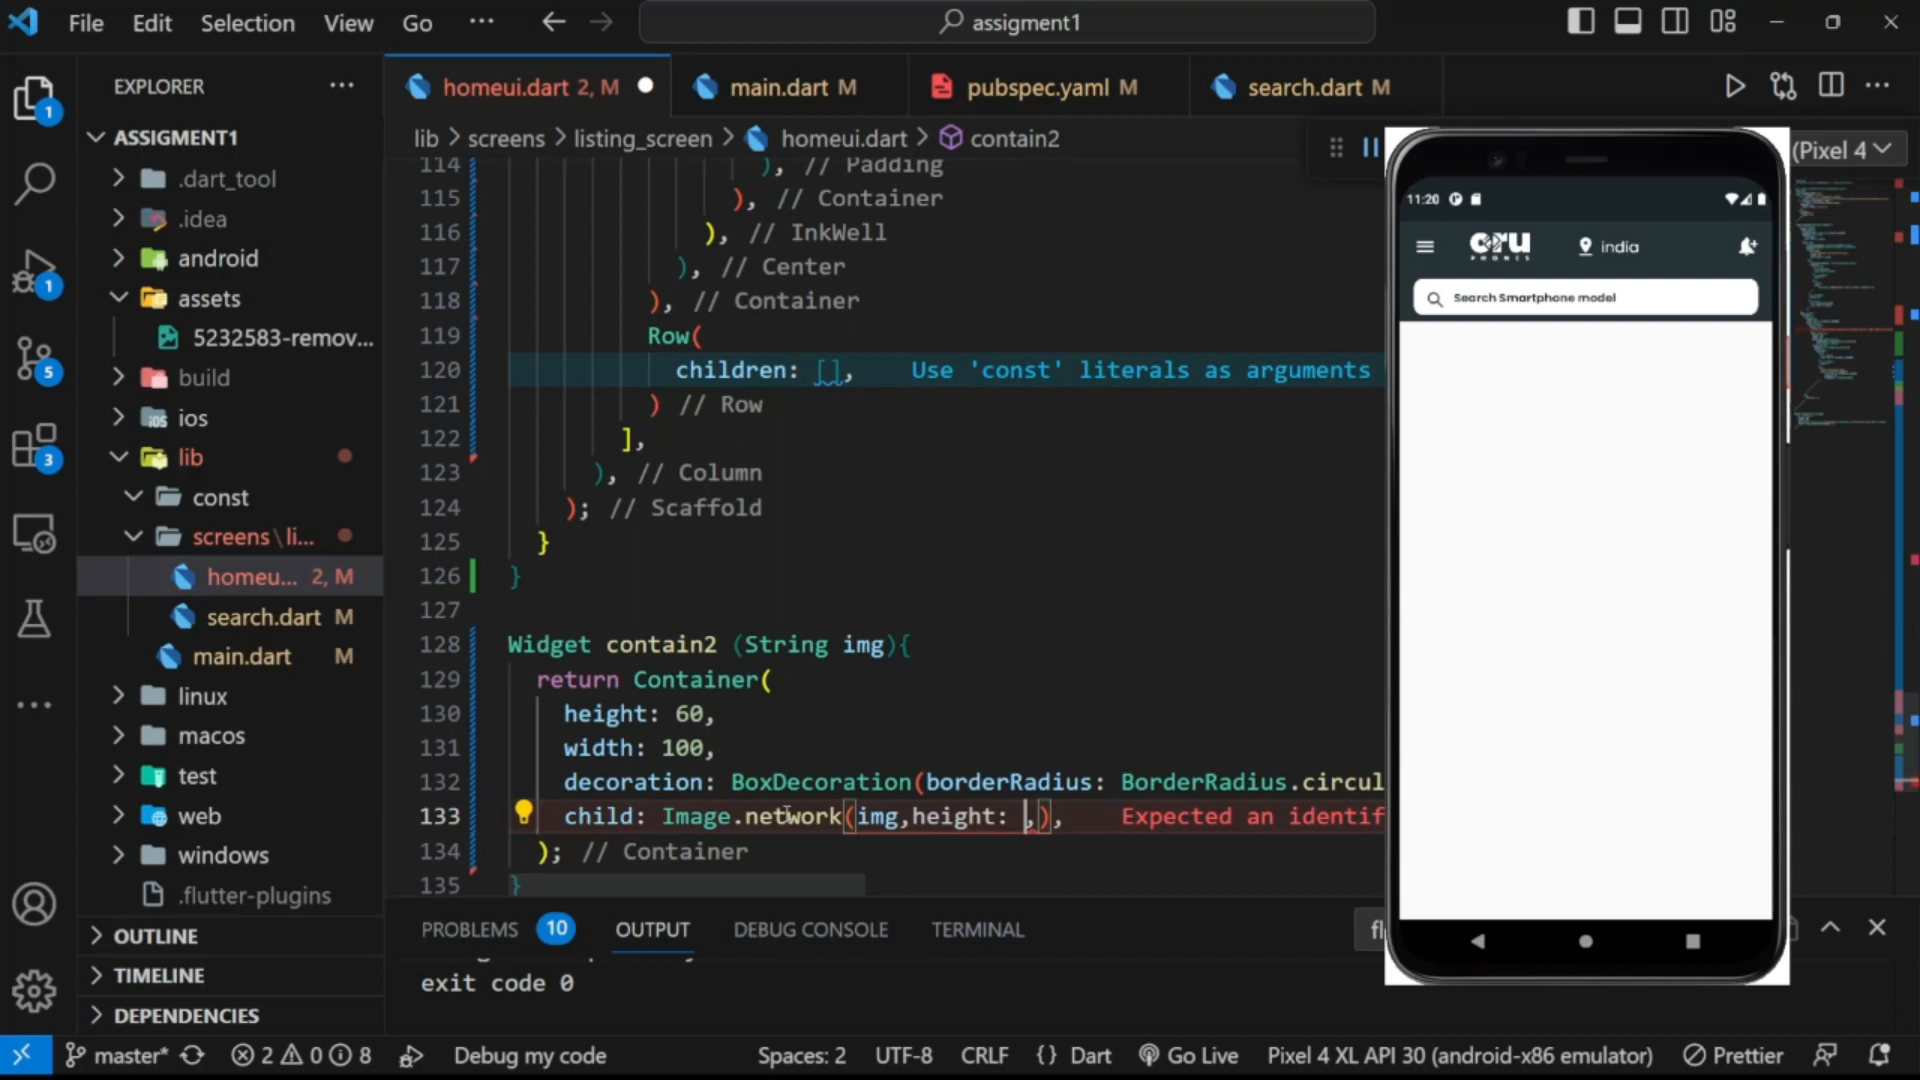 File Edit Selection View Go ... assigment1
EXPLORER ...
homeui.dart 2, M
main.dart M
pubspec.yaml M
search.dart M
ASSIGMENT1
.dart_tool
.idea
android
assets
5232583-remov...
build
ios
lib
const
screens\li...
homeu... 2, M
search.dart M
main.dart M
linux
macos
test
web
windows
.flutter-plugins
OUTLINE
TIMELINE
DEPENDENCIES
1
1
5
3
lib > screens > listing_screen > homeui.dart > contain2
(Pixel 4
114 ), // Padding
115 ), // Container
116 ), // InkWell
117 ), // Center
118 ), // Container
119 Row(
120 children: [], Use 'const' literals as arguments
121 ) // Row
122 ],
123 ), // Column
124 ); // Scaffold
125 }
126 }
127
128 Widget contain2 (String img){
129 return Container(
130 height: 60,
131 width: 100,
132 decoration: BoxDecoration(borderRadius: BorderRadius.circul
133 child: Image.network(img,height: ,), Expected an identif
134 ); // Container
135 }
11:20
cru
PHONES
india
Search Smartphone model
PROBLEMS 10 OUTPUT DEBUG CONSOLE TERMINAL
fl
exit code 0
master* 2 0 8 Debug my code Spaces: 2 UTF-8 CRLF {} Dart Go Live Pixel 4 XL API 30 (android-x86 emulator) Prettier